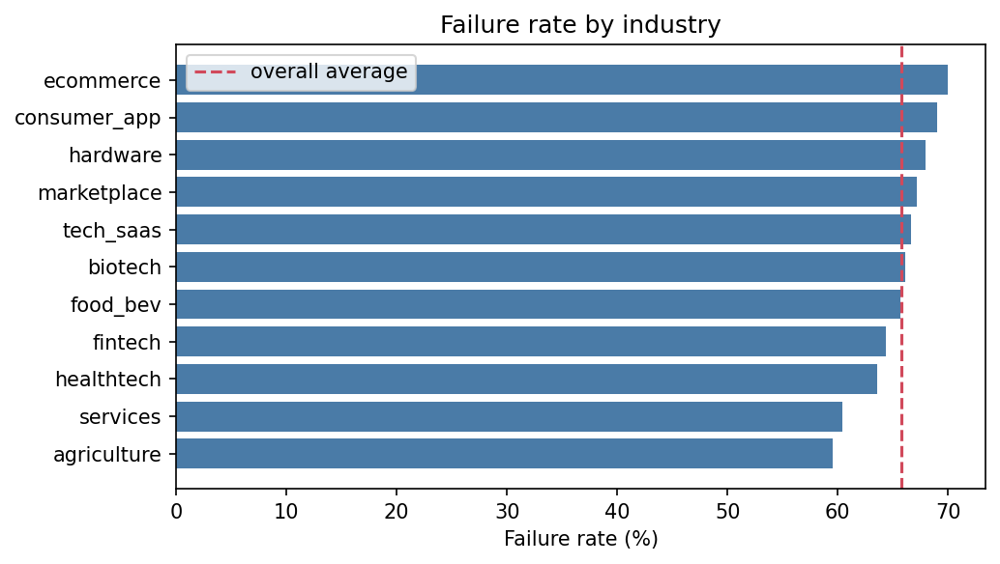 Failure rate by industry
overall average
ecommerce
consumer_app
hardware
marketplace
tech_saas
biotech
food_bev
fintech
healthtech
services
agriculture
0 10 20 30 40 50 60 70
Failure rate (%)